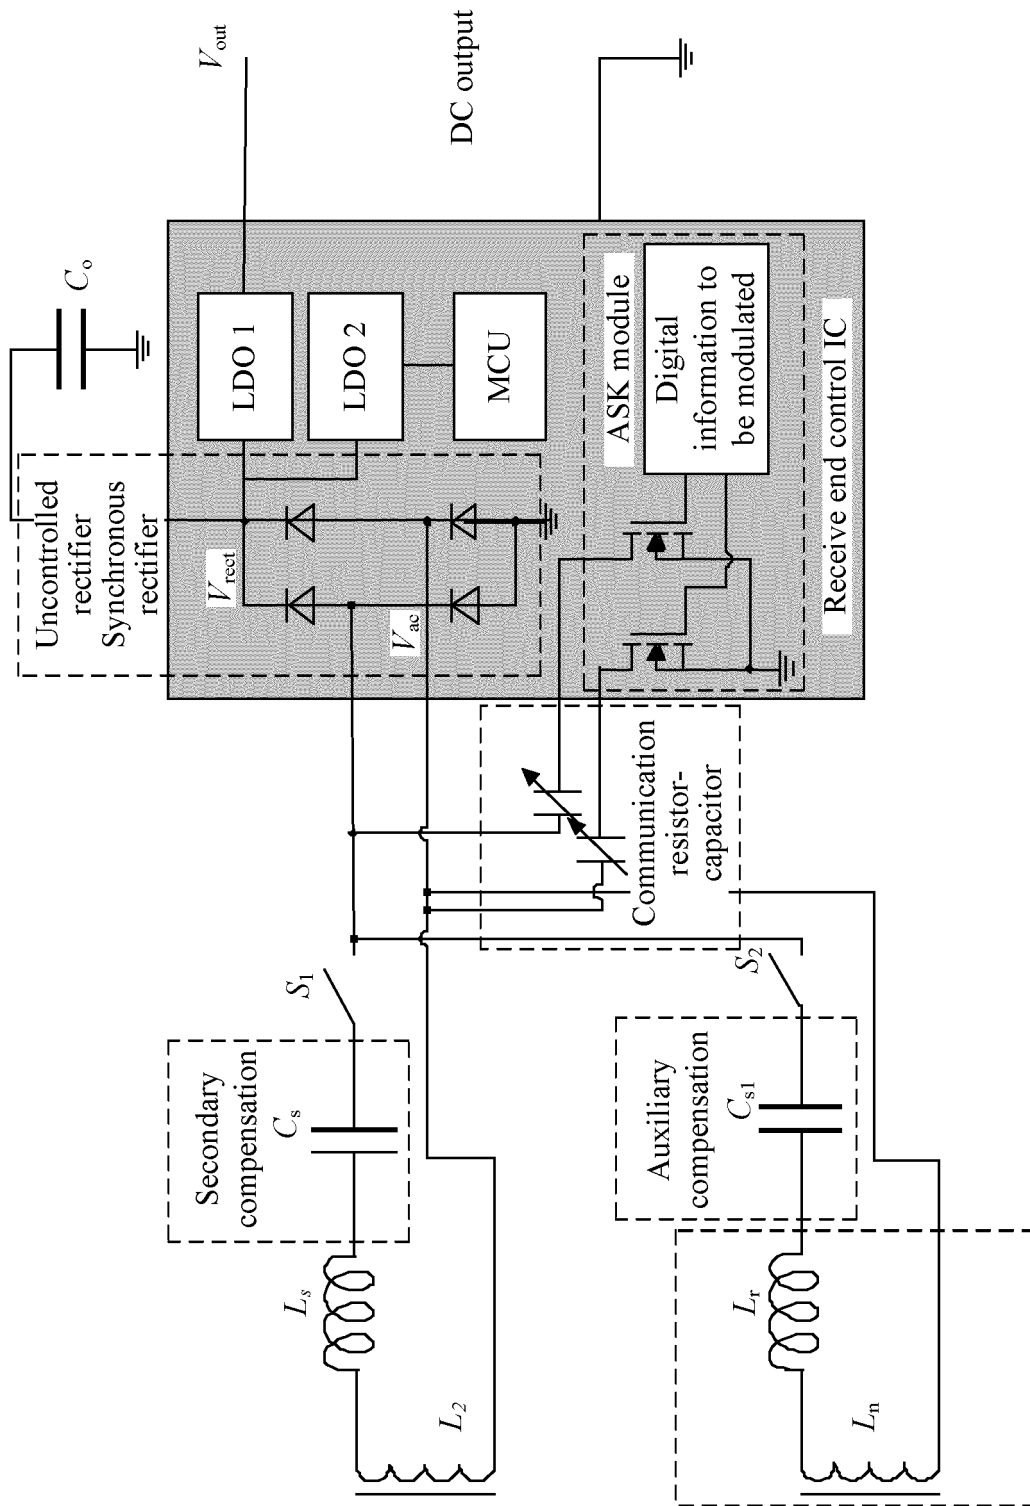 V_out
DC output
C_o
LDO 1
LDO 2
MCU
ASK module
Digital
information to
be modulated
Receive end control IC
Uncontrolled
rectifier
Synchronous
rectifier
V_rect
V_ac
Communication
resistor-
capacitor
S_1
S_2
Secondary
compensation
C_s
Auxiliary
compensation
C_s1
L_s
L_r
L_2
L_n